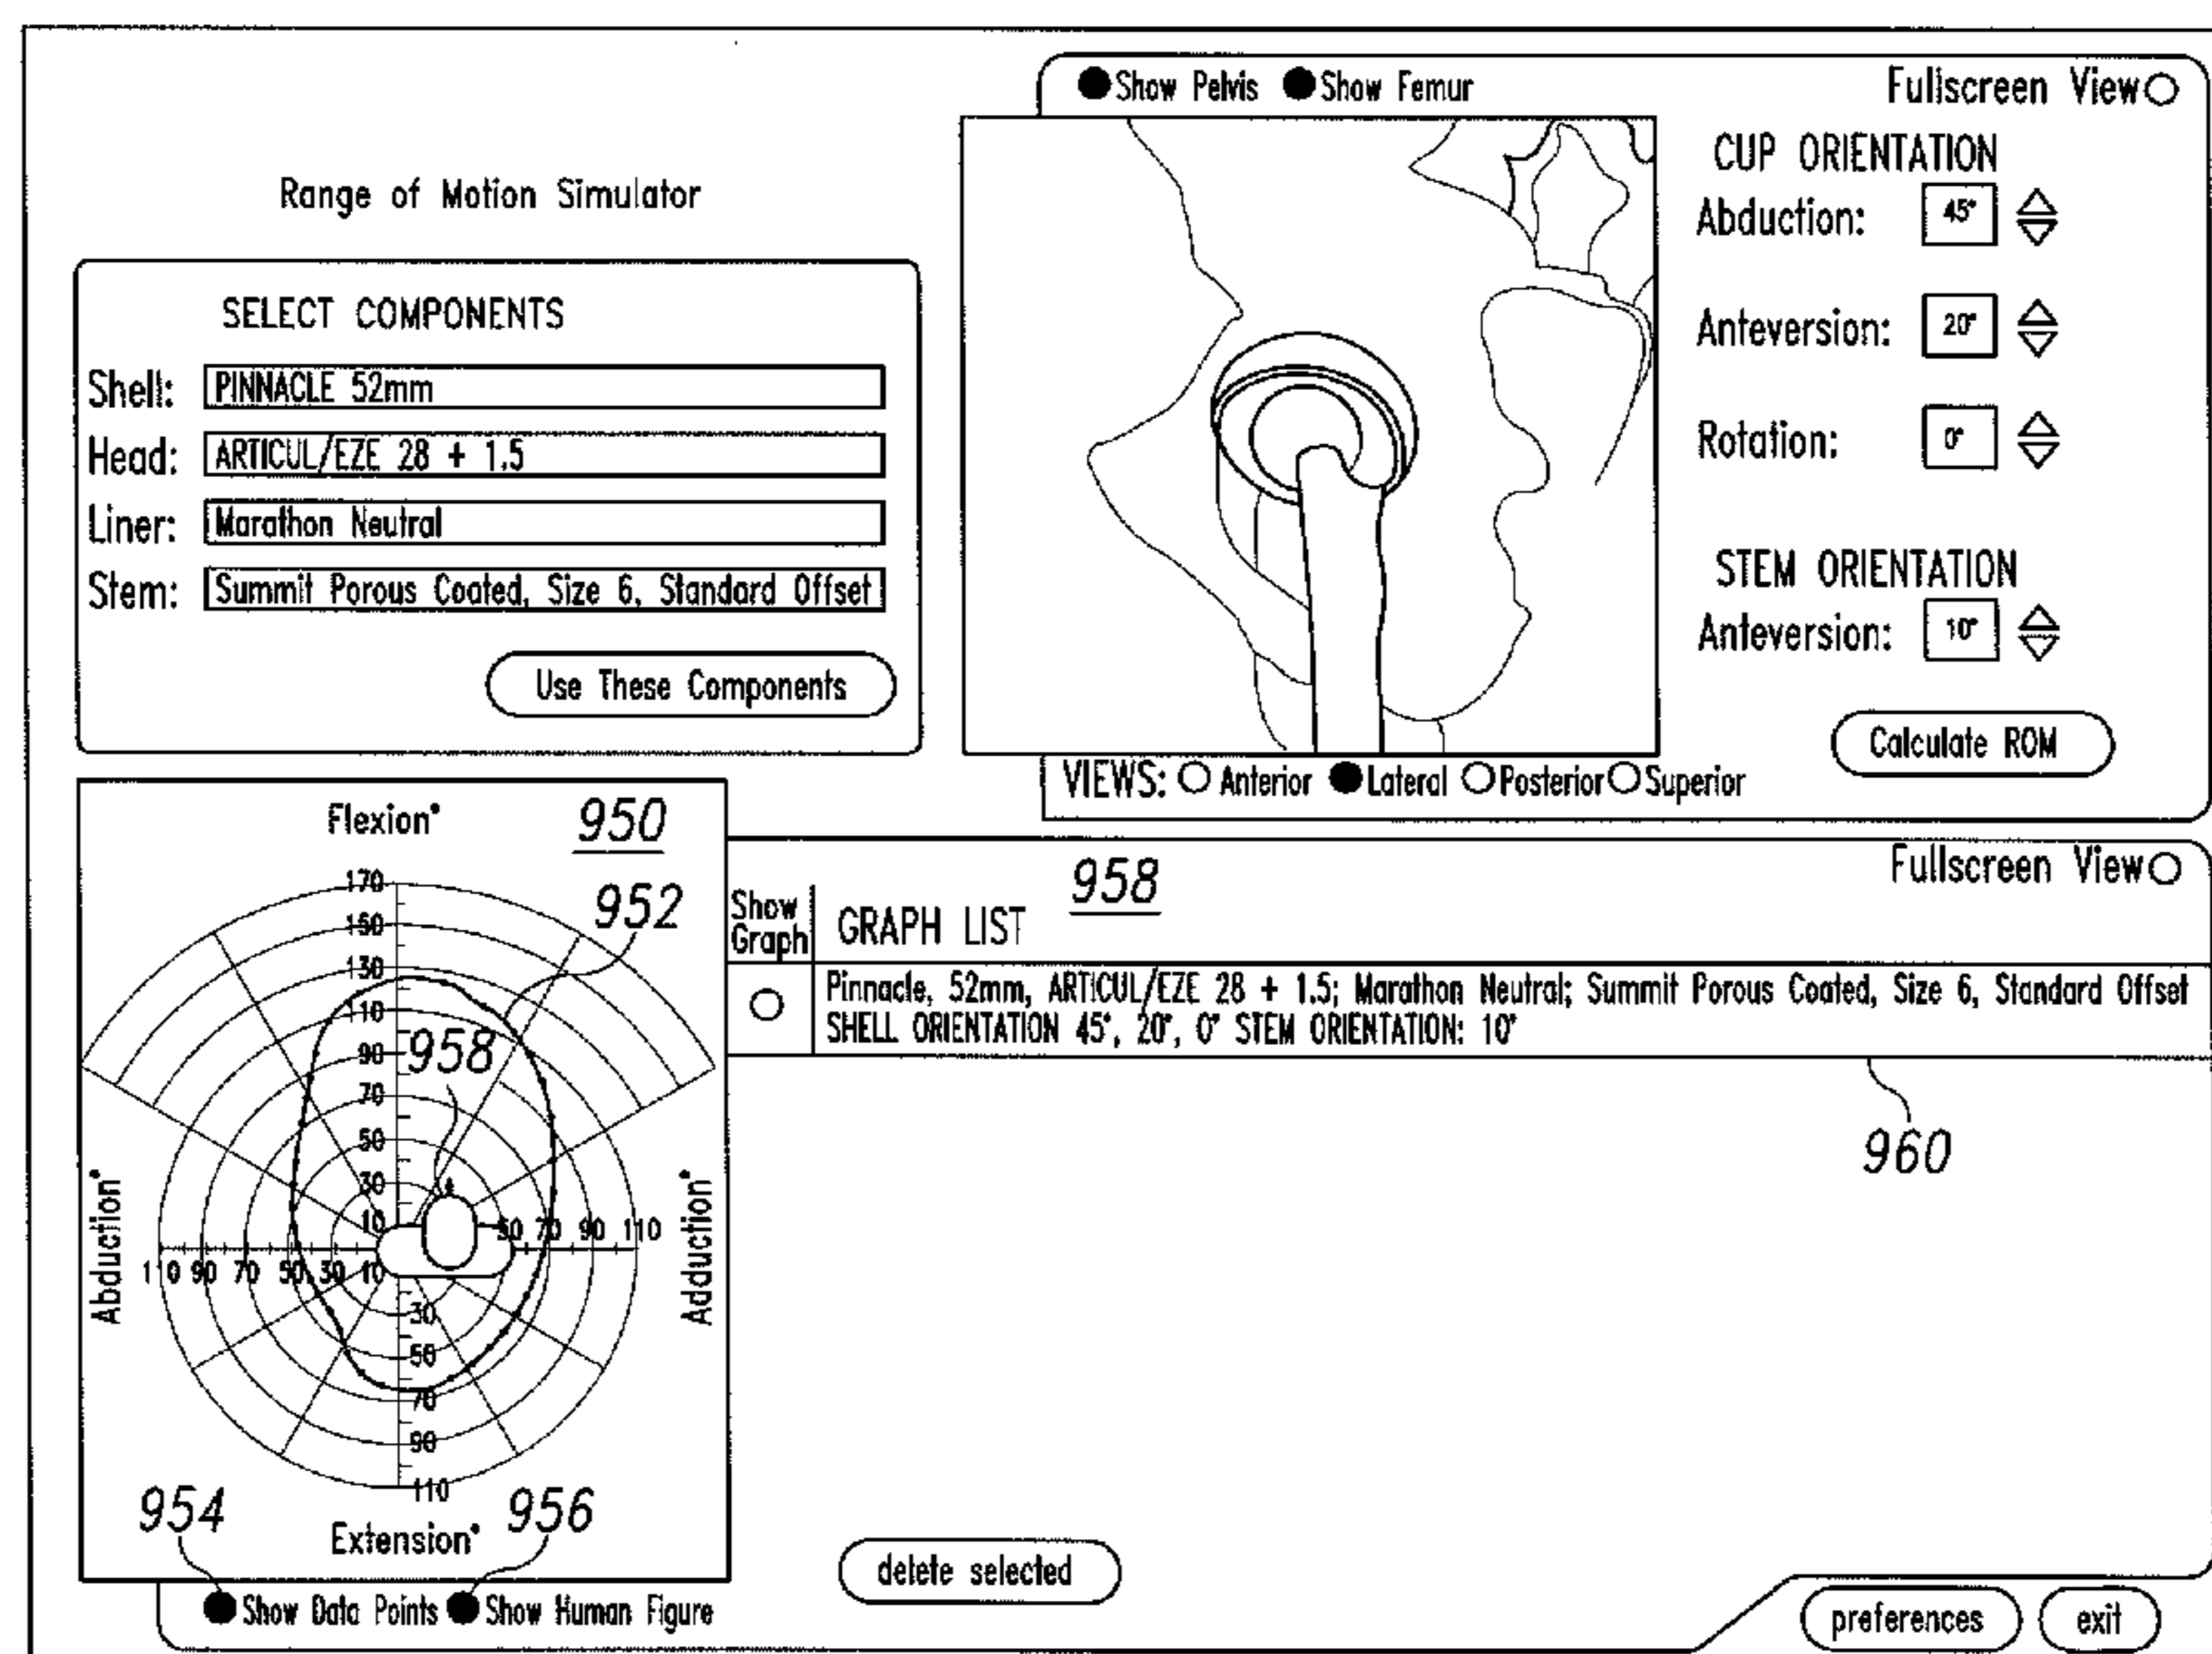 Range of Motion Simulator
SELECT COMPONENTS
Shell: PINNACLE 52mm
Head: ARTICUL/EZE 28 + 1.5
Liner: Marathon Neutral
Stem: Summit Porous Coated, Size 6, Standard Offset
Use These Components
Show Pelvis Show Femur
Fullscreen View
CUP ORIENTATION
Abduction: 45°
Anteversion: 20°
Rotation: 0°
STEM ORIENTATION
Anteversion: 10°
Calculate ROM
VIEWS: Anterior Lateral Posterior Superior
Flexion°
950
952
170
150
130
110
90
958
70
50
30
10
50 70 90 110
110 90 70 50 30 10
30
50
70
90
110
Abduction°
Adduction°
Extension°
954
956
Show Data Points Show Human Figure
Fullscreen View
Show Graph
GRAPH LIST
958
Pinnacle, 52mm, ARTICUL/EZE 28 + 1.5; Marathon Neutral; Summit Porous Coated, Size 6, Standard Offset
SHELL ORIENTATION 45°, 20°, 0° STEM ORIENTATION: 10°
960
delete selected
preferences
exit